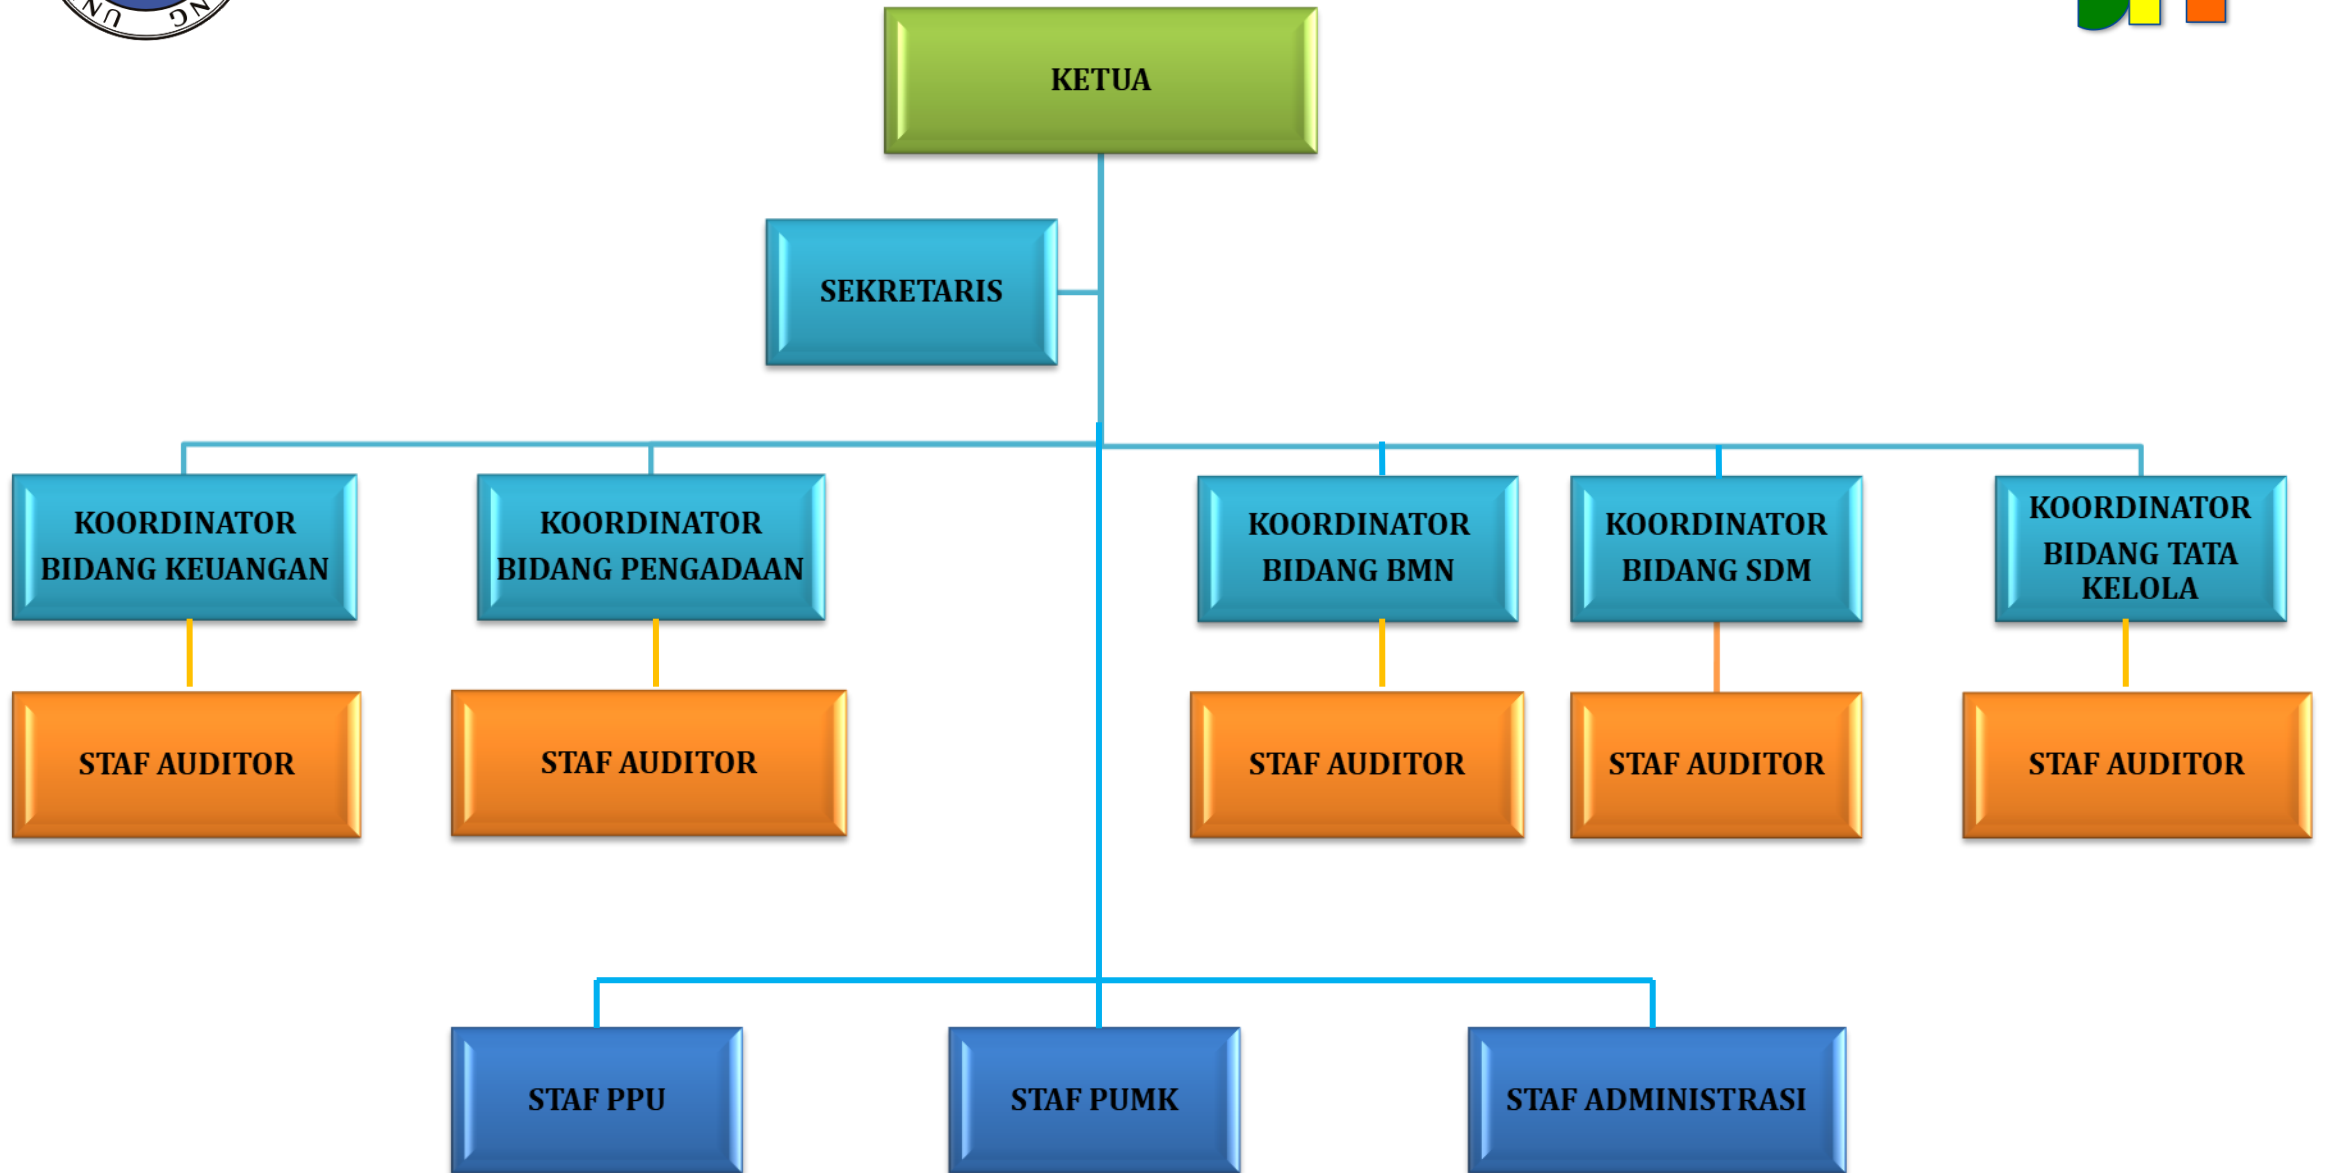 KETUA
SEKRETARIS
KOORDINATOR
BIDANG KEUANGAN
KOORDINATOR
BIDANG PENGADAAN
KOORDINATOR
BIDANG BMN
KOORDINATOR
BIDANG SDM
KOORDINATOR
BIDANG TATA
KELOLA
STAF AUDITOR
STAF AUDITOR
STAF AUDITOR
STAF AUDITOR
STAF AUDITOR
STAF PPU
STAF PUMK
STAF ADMINISTRASI